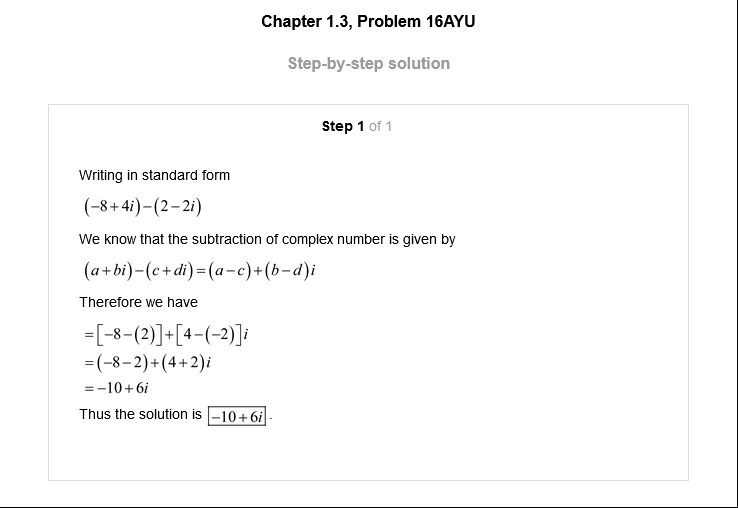 Chapter 1.3, Problem 16AYU
Step-by-step solution
Step 1 of 1
Writing in standard form
(−8+4i)−(2−2i)
We know that the subtraction of complex number is given by
(a+bi)−(c+di)=(a−c)+(b−d)i
Therefore we have
=[−8−(2)]+[4−(−2)]i
=(−8−2)+(4+2)i
=−10+6i
Thus the solution is −10+6i.